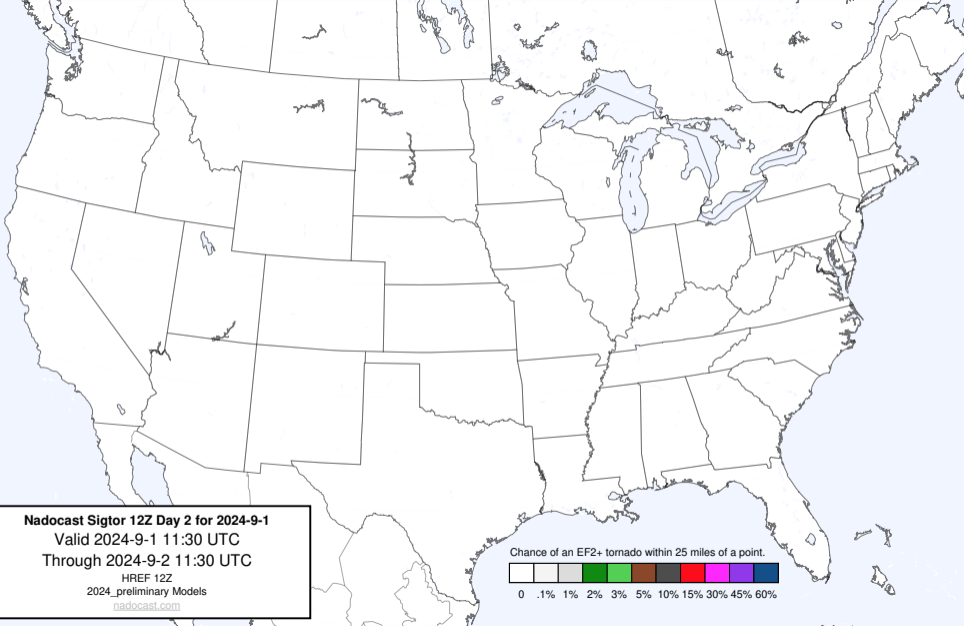 Nadocast Sigtor 12Z Day 2 for 2024-9-1
Valid 2024-9-1 11:30 UTC
Through 2024-9-2 11:30 UTC
HREF 12Z
2024_preliminary Models
nadocast.com
Chance of an EF2+ tornado within 25 miles of a point.
0 .1% 1% 2% 3% 5% 10% 15% 30% 45% 60%